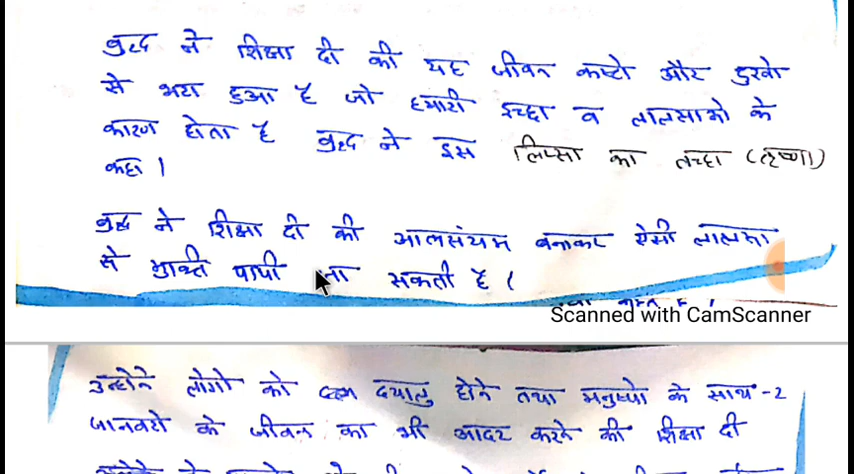 बुद्ध ने शिक्षा दी की यह जीवन कष्टो और दुखो
से भरा हुआ है जो हमारी इच्छा व लालसाओ के
कारण होता है बुद्ध ने इस लिप्सा का तन्हा (तृष्णा)
कहा ।
बुद्ध ने शिक्षा दी की आत्मसंयम बनाकर ऐसी लालसा
से मुक्ति पायी जा सकती है ।
Scanned with CamScanner
उन्होने लोगो को दयालु होने तथा मनुष्यो के साथ-2
जानवरो के जीवन का भी आदर करने की शिक्षा दी